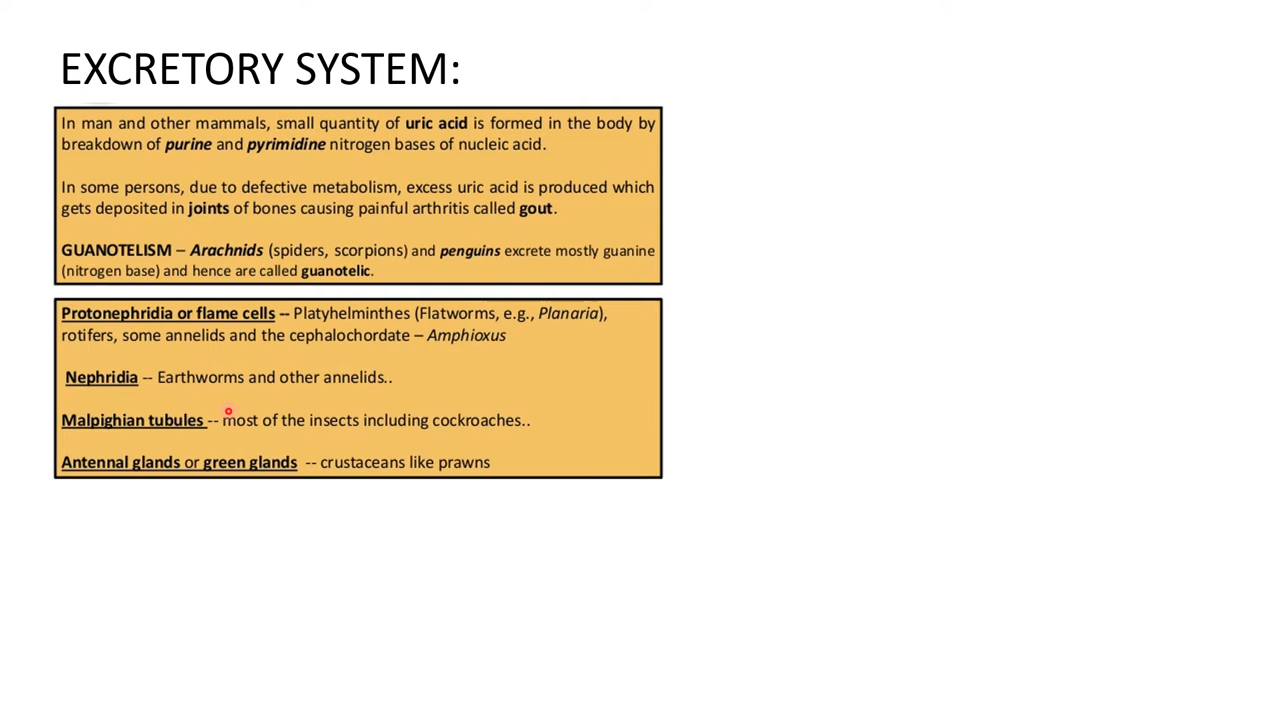 EXCRETORY SYSTEM:
In man and other mammals, small quantity of uric acid is formed in the body by
breakdown of purine and pyrimidine nitrogen bases of nucleic acid.
In some persons, due to defective metabolism, excess uric acid is produced which
gets deposited in joints of bones causing painful arthritis called gout.
GUANOTELISM – Arachnids (spiders, scorpions) and penguins excrete mostly guanine
(nitrogen base) and hence are called guanotelic.
Protonephridia or flame cells -- Platyhelminthes (Flatworms, e.g., Planaria),
rotifers, some annelids and the cephalochordate – Amphioxus
Nephridia -- Earthworms and other annelids..
Malpighian tubules -- most of the insects including cockroaches..
Antennal glands or green glands -- crustaceans like prawns